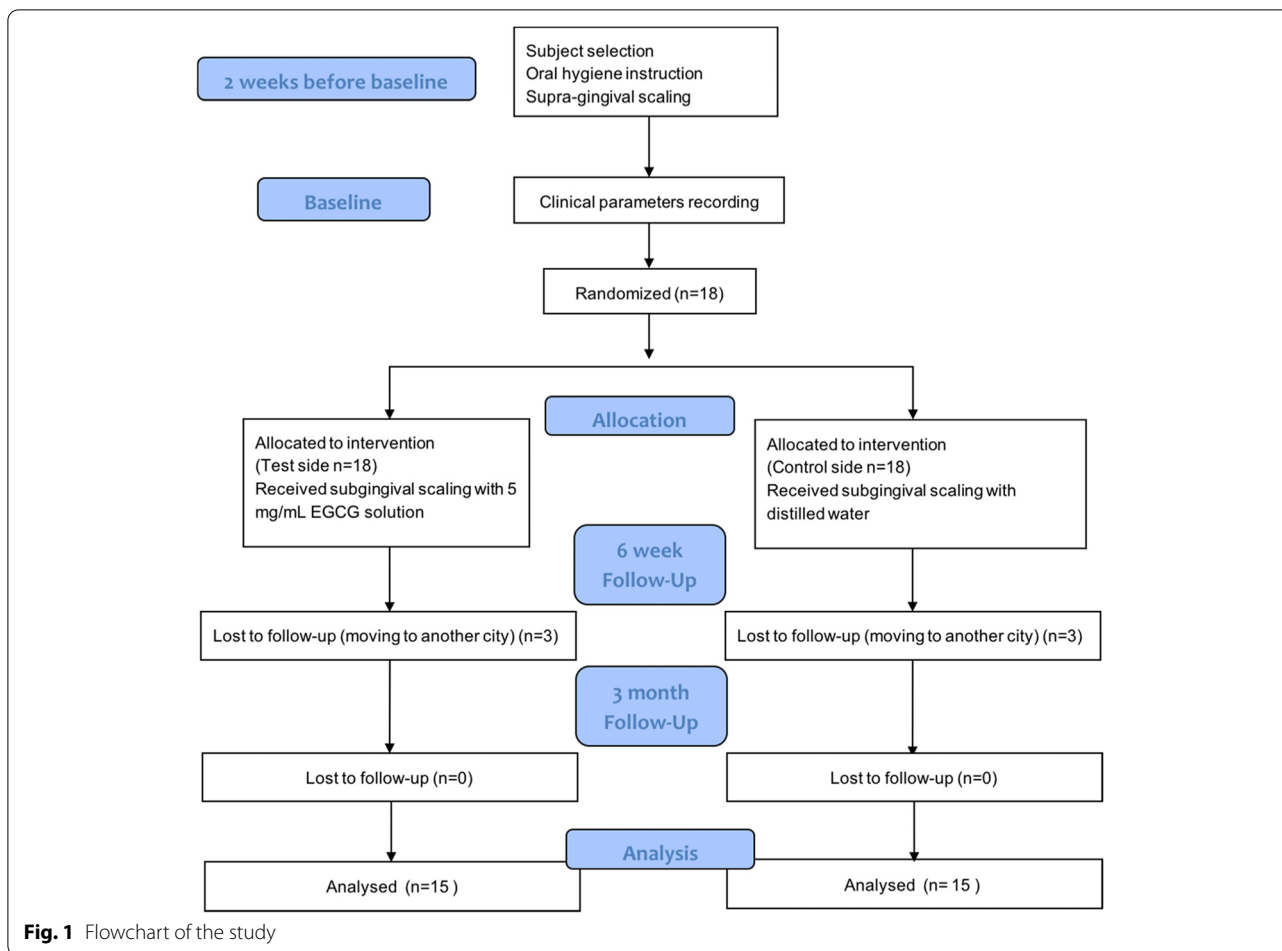 2 weeks before baseline
Subject selection
Oral hygiene instruction
Supra-gingival scaling
Baseline
Clinical parameters recording
Randomized (n=18)
Allocation
Allocated to intervention
(Test side n=18)
Received subgingival scaling with 5
mg/mL EGCG solution
Allocated to intervention
(Control side n=18)
Received subgingival scaling with
distilled water
6 week
Follow-Up
Lost to follow-up (moving to another city) (n=3)
Lost to follow-up (moving to another city) (n=3)
3 month
Follow-Up
Lost to follow-up (n=0)
Lost to follow-up (n=0)
Analysis
Analysed (n=15 )
Analysed (n= 15 )
Fig. 1 Flowchart of the study